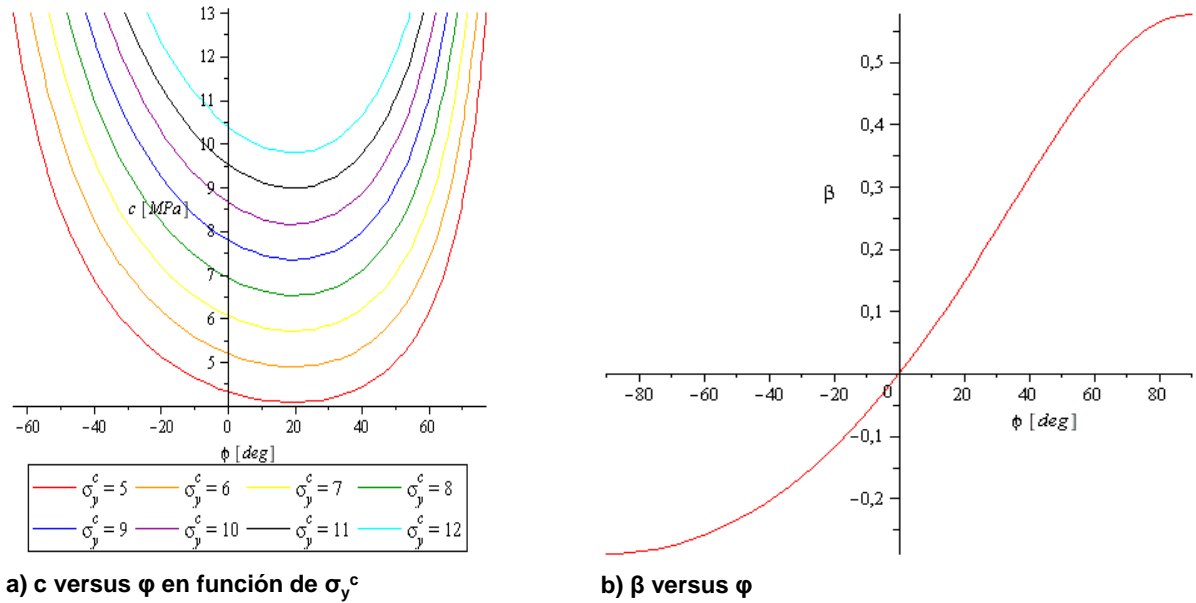 13
12
11
10
9
c [MPa]
8
7
6
5
−60 −40 −20 0 20 40 60
ϕ [deg]
σ_y^c = 5 σ_y^c = 6 σ_y^c = 7 σ_y^c = 8
σ_y^c = 9 σ_y^c = 10 σ_y^c = 11 σ_y^c = 12
a) c versus φ en función de σ_y^c
0,5
0,4
β
0,3
0,2
0,1
−80 −60 −40 −20 0 20 40 60 80
ϕ [deg]
−0,1
−0,2
b) β versus φ